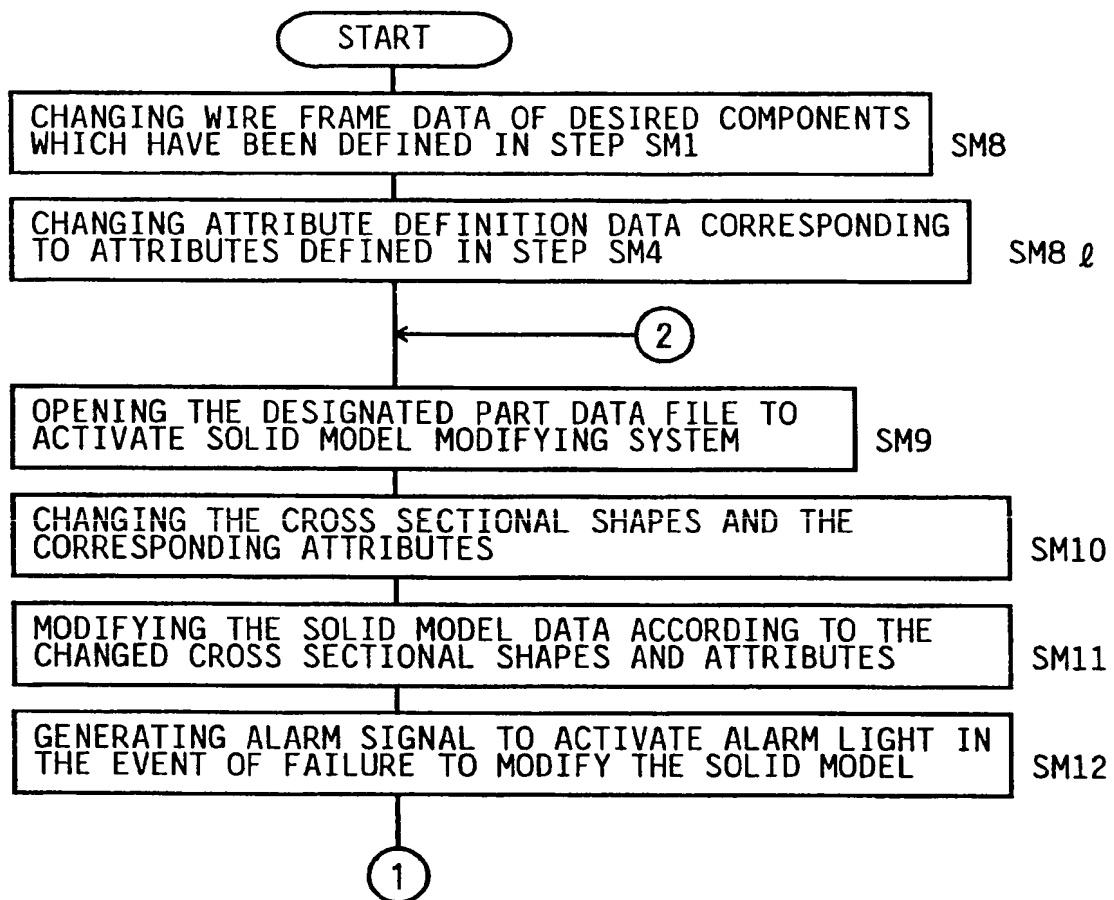 START
CHANGING WIRE FRAME DATA OF DESIRED COMPONENTS
WHICH HAVE BEEN DEFINED IN STEP SM1
SM8
CHANGING ATTRIBUTE DEFINITION DATA CORRESPONDING
TO ATTRIBUTES DEFINED IN STEP SM4
SM8 ℓ
2
OPENING THE DESIGNATED PART DATA FILE TO
ACTIVATE SOLID MODEL MODIFYING SYSTEM
SM9
CHANGING THE CROSS SECTIONAL SHAPES AND THE
CORRESPONDING ATTRIBUTES
SM10
MODIFYING THE SOLID MODEL DATA ACCORDING TO THE
CHANGED CROSS SECTIONAL SHAPES AND ATTRIBUTES
SM11
GENERATING ALARM SIGNAL TO ACTIVATE ALARM LIGHT IN
THE EVENT OF FAILURE TO MODIFY THE SOLID MODEL
SM12
1